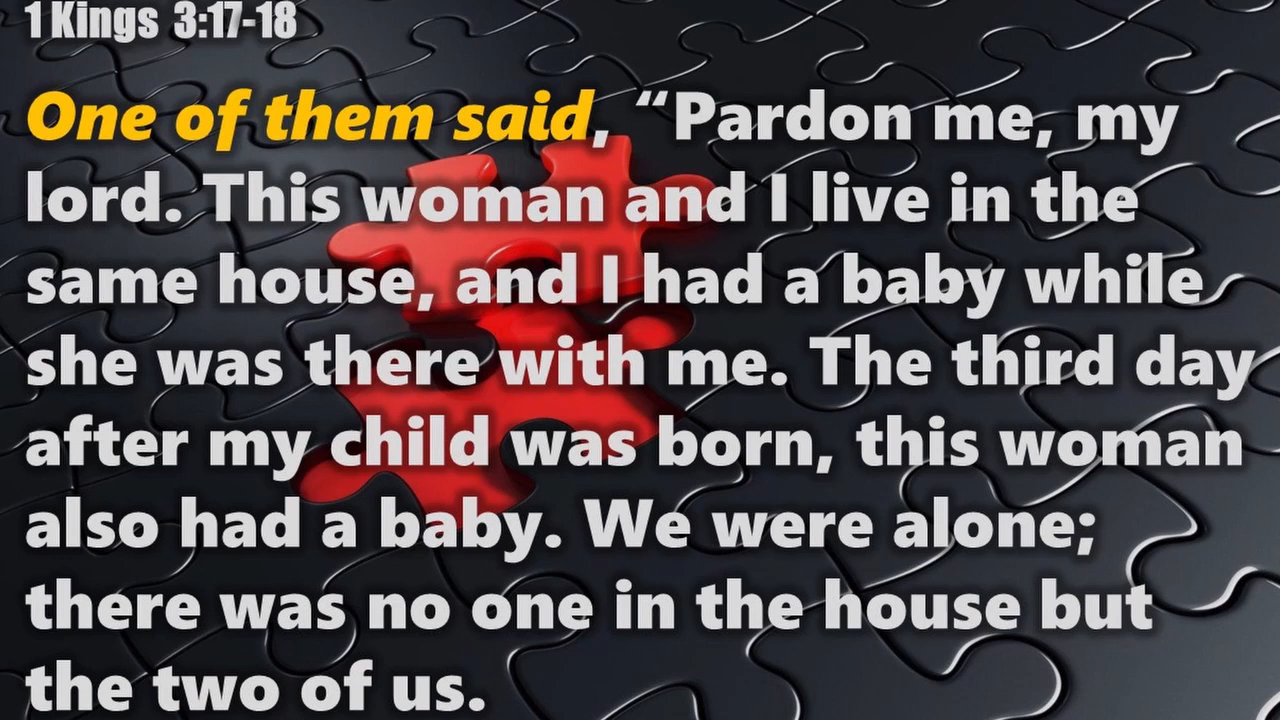 1 Kings 3:17-18
One of them said, “Pardon me, my
lord. This woman and I live in the
same house, and I had a baby while
she was there with me. The third day
after my child was born, this woman
also had a baby. We were alone;
there was no one in the house but
the two of us.